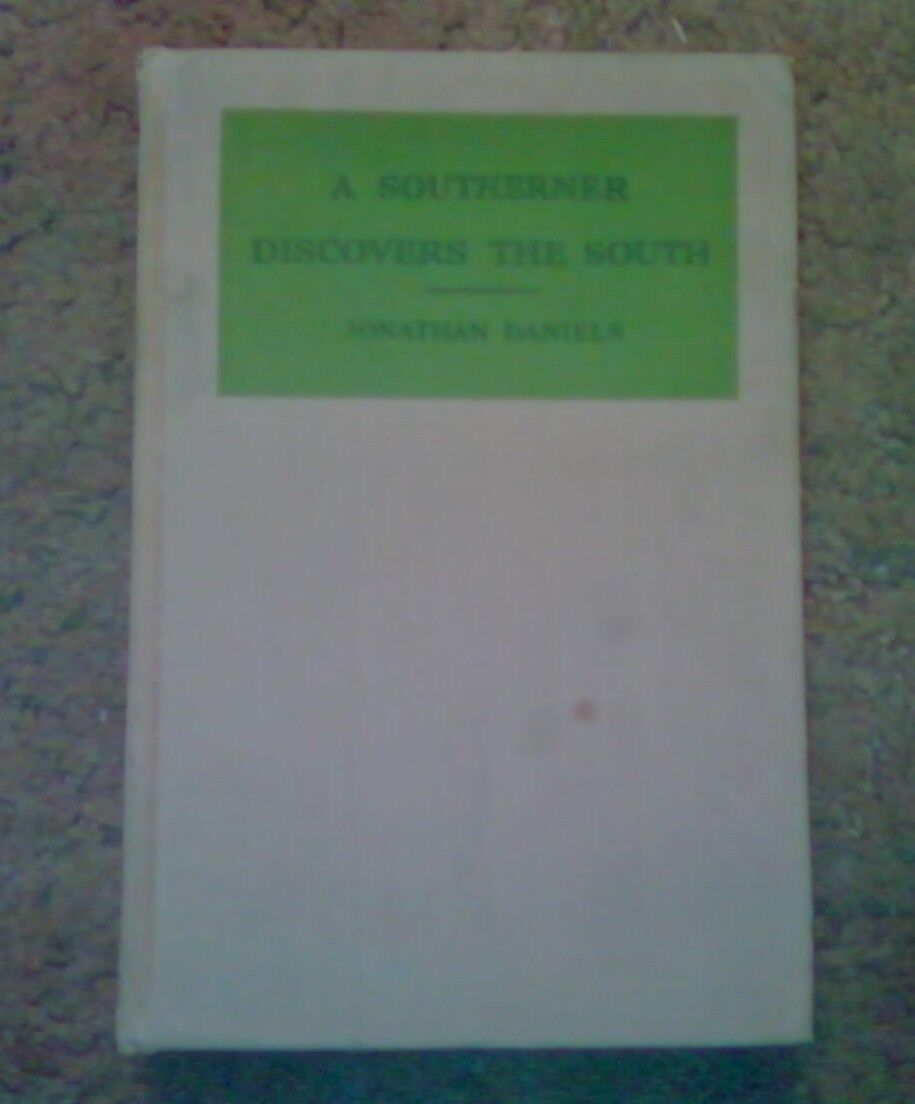 A SOUTHERNER
DISCOVERS THE SOUTH
JONATHAN DANIELS